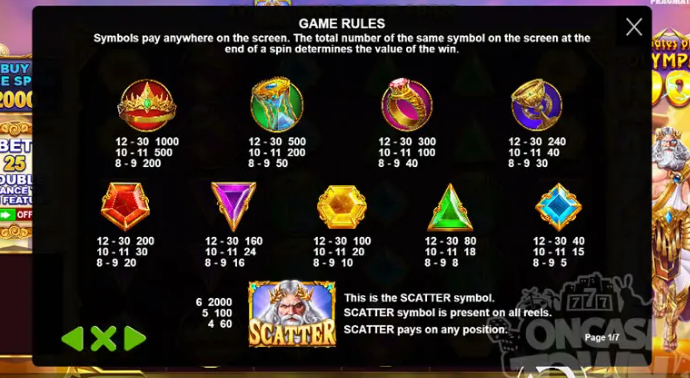 PRAGMATI
GAME RULES
Symbols pay anywhere on the screen. The total number of the same symbol on the screen at the
end of a spin determines the value of the win.
BUY
2000
BET
25
OFF
12 - 30 1000
10 - 11 500
8 - 9 200
12 - 30 500
10 - 11 200
8 - 9 50
12 - 30 300
10 - 11 100
8 - 9 40
12 - 30 240
10 - 11 40
8 - 9 30
12 - 30 200
10 - 11 30
8 - 9 20
12 - 30 160
10 - 11 24
8 - 9 16
12 - 30 100
10 - 11 20
8 - 9 10
12 - 30 80
10 - 11 18
8 - 9 8
12 - 30 40
10 - 11 15
8 - 9 5
6 2000
5 100
4 60
SCATTER
This is the SCATTER symbol.
SCATTER symbol is present on all reels.
SCATTER pays on any position.
Page 1/7
777
ONCASI
TOWN